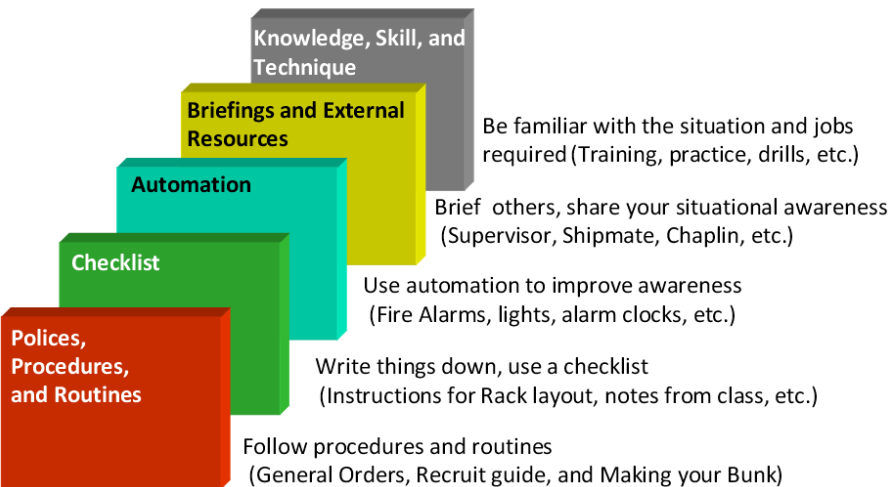 Knowledge, Skill, and
Technique
Be familiar with the situation and jobs
required (Training, practice, drills, etc.)
Briefings and External
Resources
Brief others, share your situational awareness
(Supervisor, Shipmate, Chaplin, etc.)
Automation
Use automation to improve awareness
(Fire Alarms, lights, alarm clocks, etc.)
Checklist
Write things down, use a checklist
(Instructions for Rack layout, notes from class, etc.)
Polices,
Procedures,
and Routines
Follow procedures and routines
(General Orders, Recruit guide, and Making your Bunk)